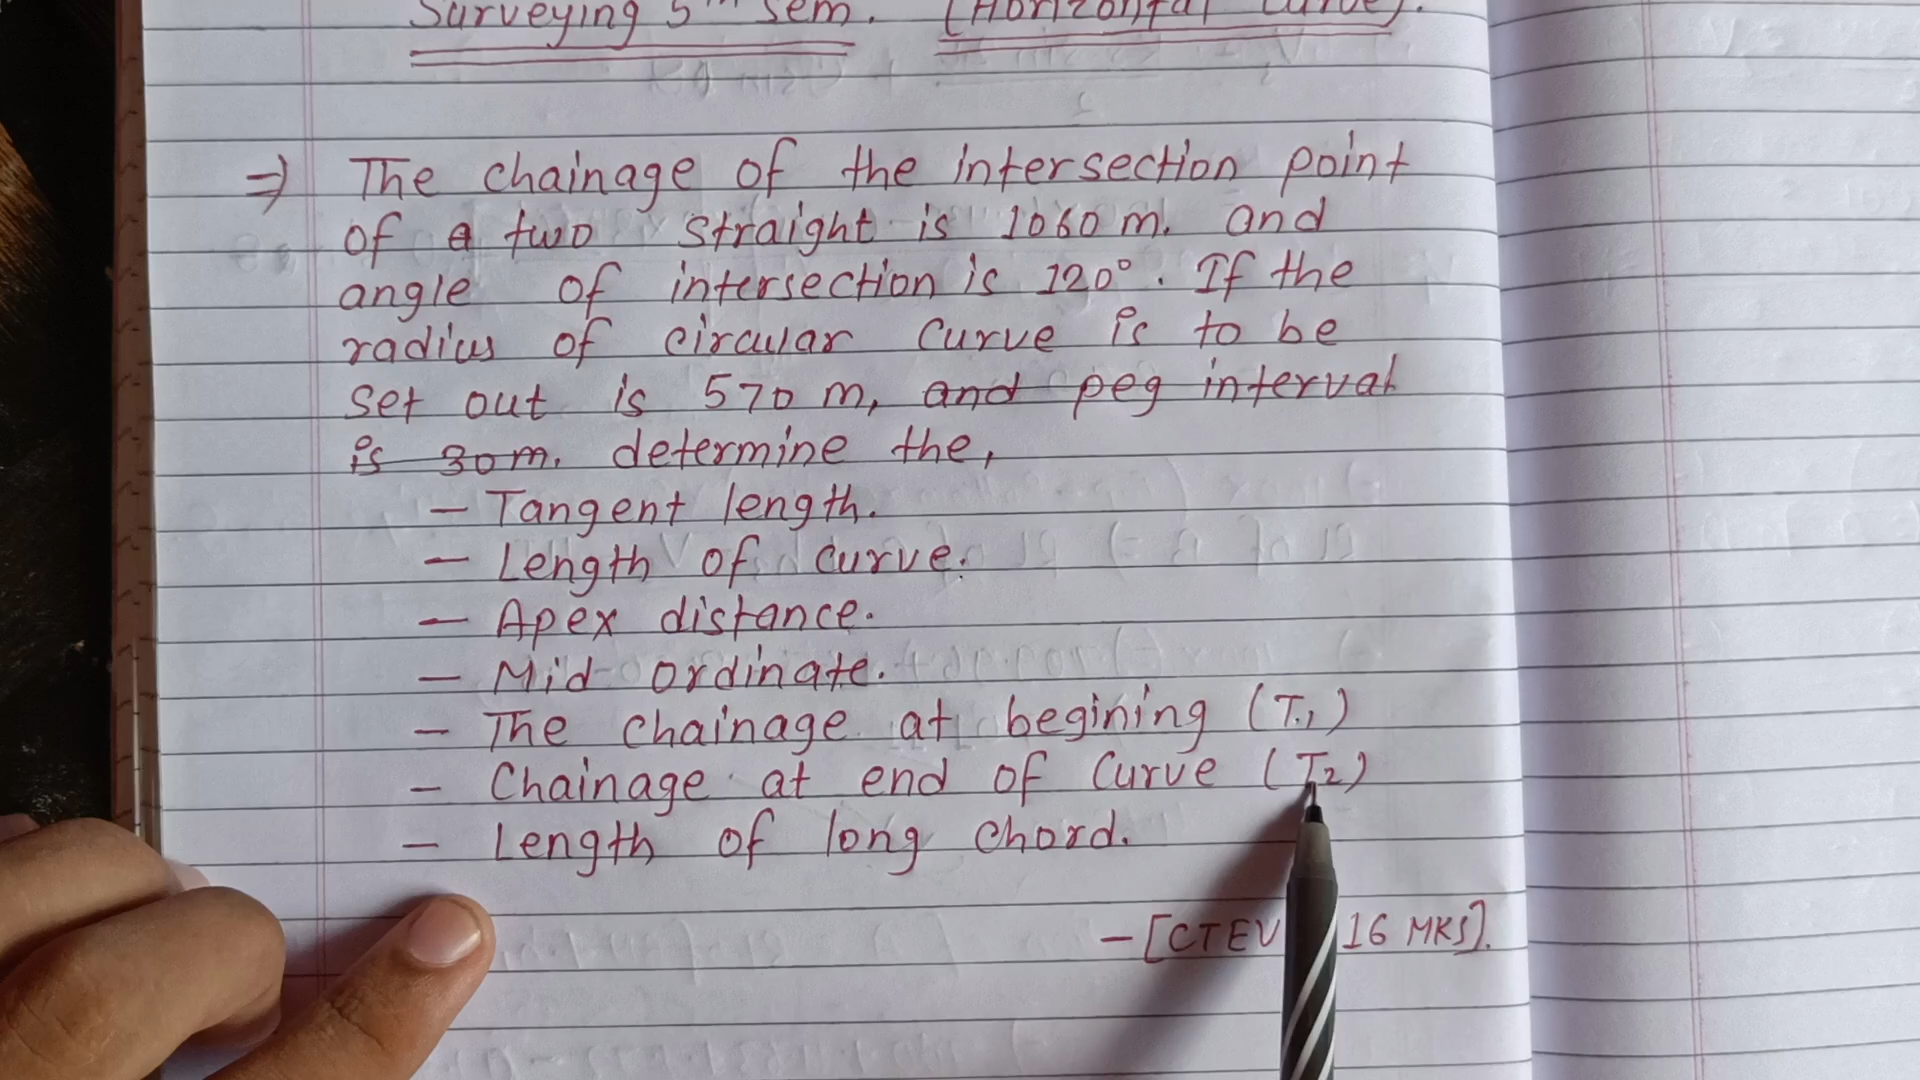 Surveying 5th sem. (Horizontal Curve).
⇒ The chainage of the intersection point
of a two straight is 1060 m. and
angle of intersection is 120°. If the
radius of circular curve is to be
set out is 570 m, and peg interval
is 30m. determine the,
- Tangent length.
- Length of curve.
- Apex distance.
- Mid ordinate.
- The chainage at begining (T1)
- Chainage at end of curve (T2)
- Length of long chord.
- [CTEV 16 MKS].